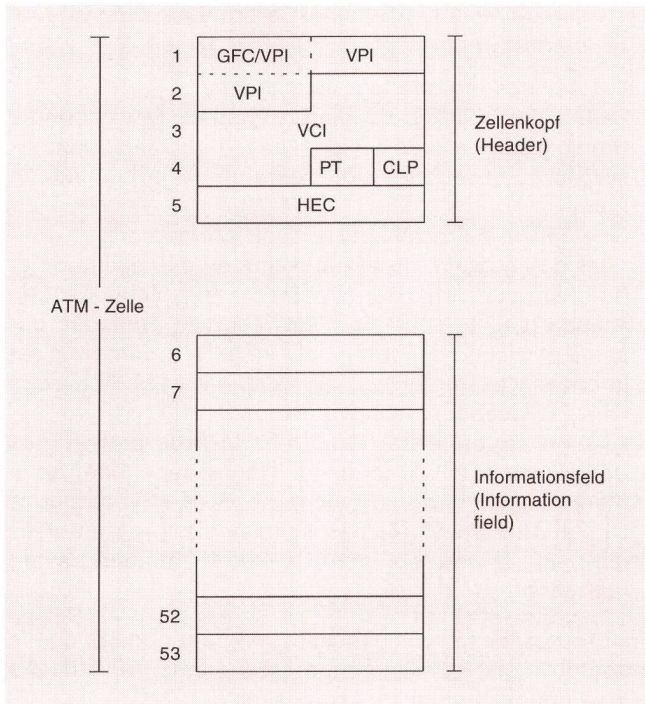 1 GFC/VPI VPI
2 VPI
3 VCI
4 PT CLP
5 HEC
Zellenkopf
(Header)
ATM - Zelle
6
7
Informationsfeld
(Information
field)
52
53